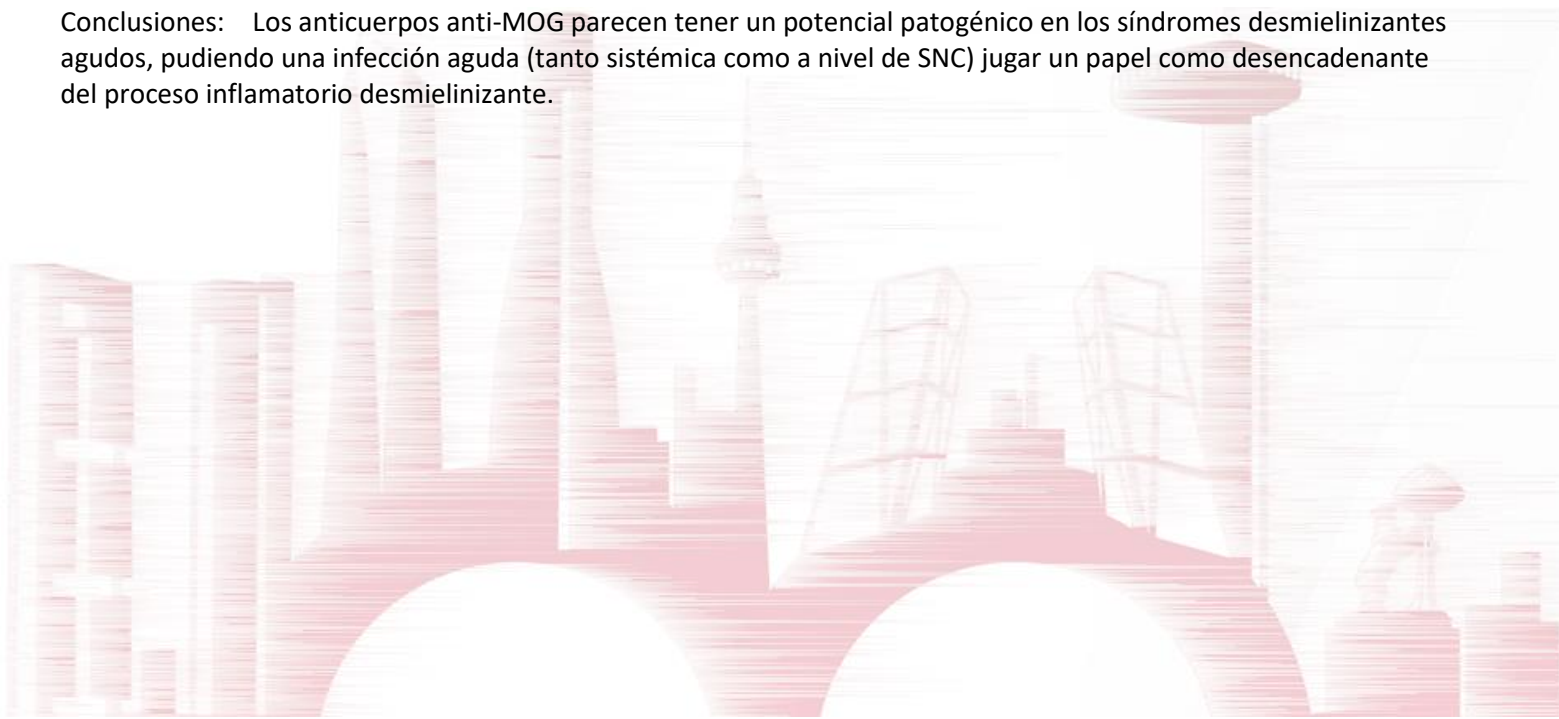 Conclusiones: Los anticuerpos anti-MOG parecen tener un potencial patogénico en los síndromes desmielinizantes
agudos, pudiendo una infección aguda (tanto sistémica como a nivel de SNC) jugar un papel como desencadenante
del proceso inflamatorio desmielinizante.